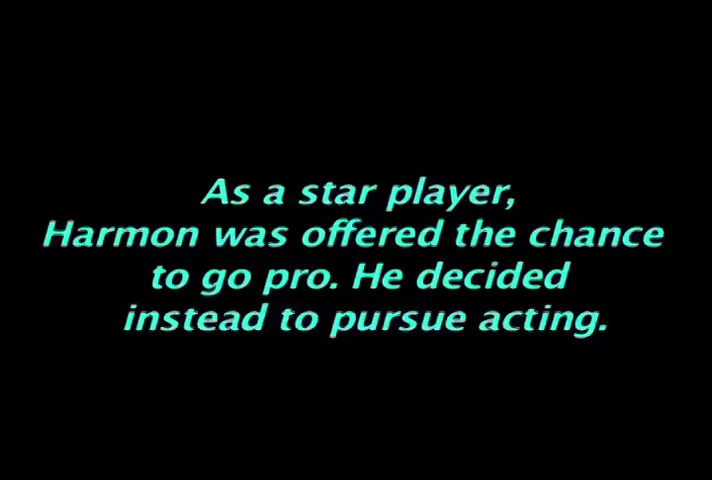 As a star player,
Harmon was offered the chance
to go pro. He decided
instead to pursue acting.